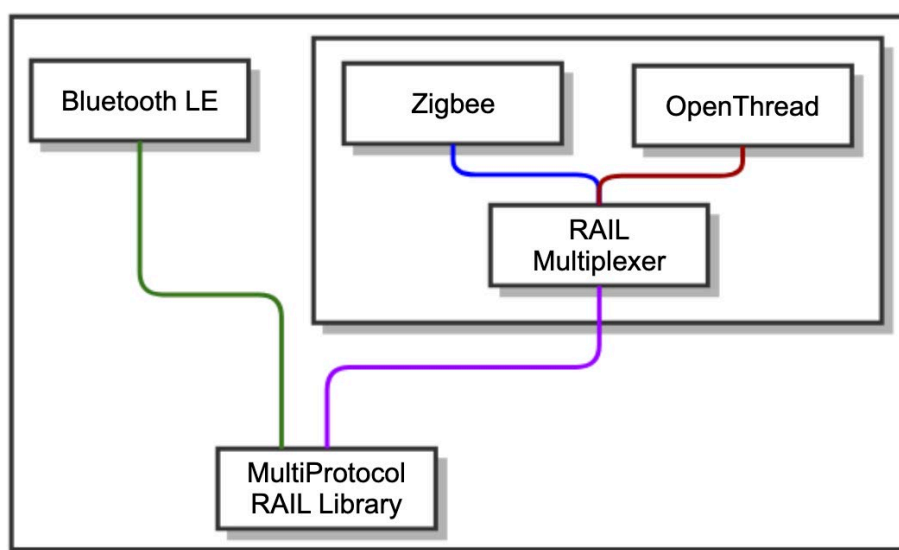 Bluetooth LE
Zigbee
OpenThread
RAIL
Multiplexer
MultiProtocol
RAIL Library